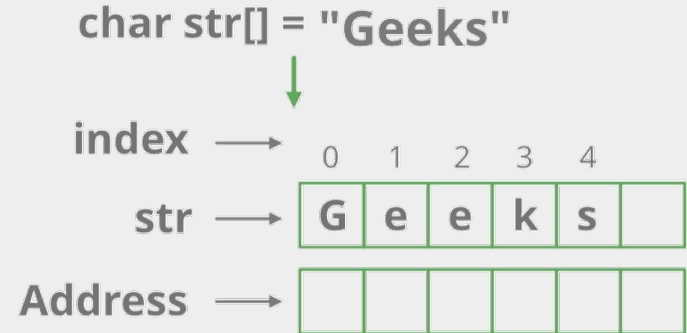 char str[] = "Geeks"
index
0 1 2 3 4
str
G e e k s
Address